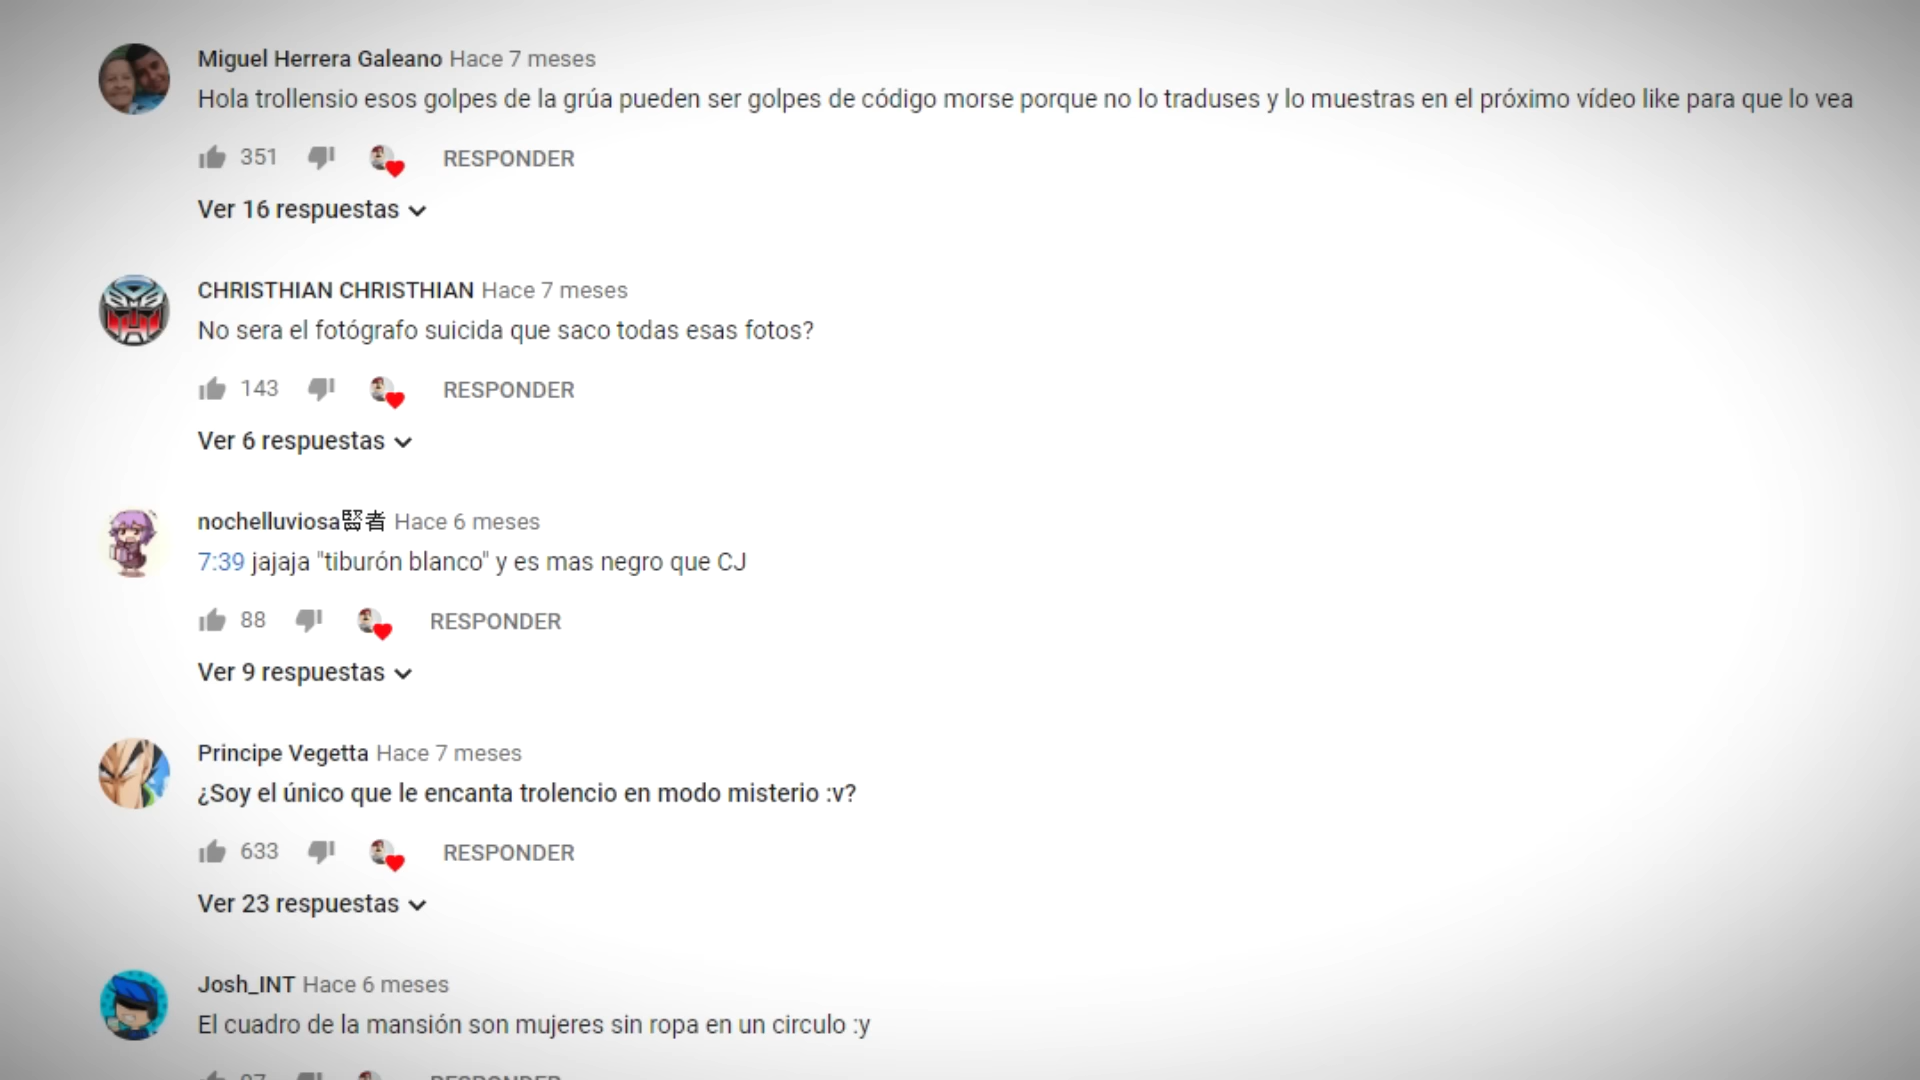 Miguel Herrera Galeano Hace 7 meses
Hola trollensio esos golpes de la grúa pueden ser golpes de código morse porque no lo traduses y lo muestras en el próximo vídeo like para que lo vea
351 RESPONDER
Ver 16 respuestas
CHRISTHIAN CHRISTHIAN Hace 7 meses
No sera el fotógrafo suicida que saco todas esas fotos?
143 RESPONDER
Ver 6 respuestas
nochelluviosa賢者 Hace 6 meses
7:39 jajaja "tiburón blanco" y es mas negro que CJ
88 RESPONDER
Ver 9 respuestas
Principe Vegetta Hace 7 meses
¿Soy el único que le encanta trolencio en modo misterio :v?
633 RESPONDER
Ver 23 respuestas
Josh_INT Hace 6 meses
El cuadro de la mansión son mujeres sin ropa en un circulo :y
RESPONDER